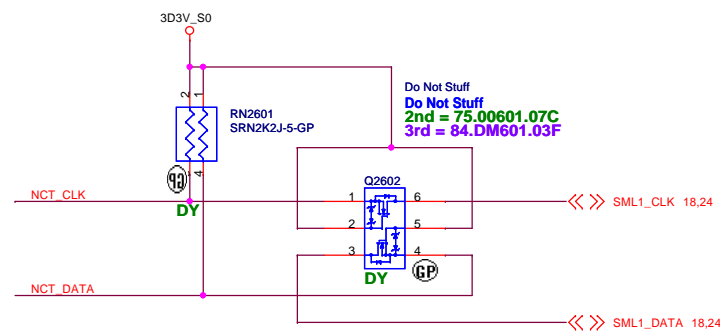 3D3V_S0
Do Not Stuff
Do Not Stuff
2nd = 75.00601.07C
3rd = 84.DM601.03F
2 1
RN2601
SRN2K2J-5-GP
3 4
GP
DY
Q2602
NCT_CLK
1 6
SML1_CLK 18,24
2 5
3 4
GP
DY
NCT_DATA
SML1_DATA 18,24